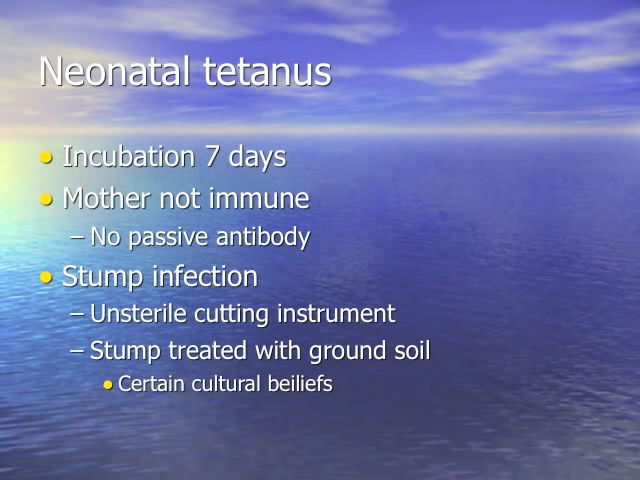 Neonatal tetanus
• Incubation 7 days
• Mother not immune
– No passive antibody
• Stump infection
– Unsterile cutting instrument
– Stump treated with ground soil
• Certain cultural beiliefs